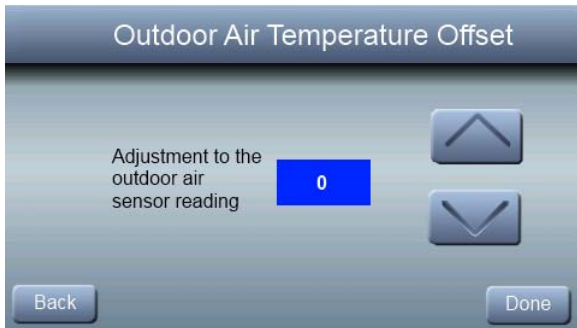 Outdoor Air Temperature Offset
Adjustment to the
outdoor air
sensor reading
0
Back
Done